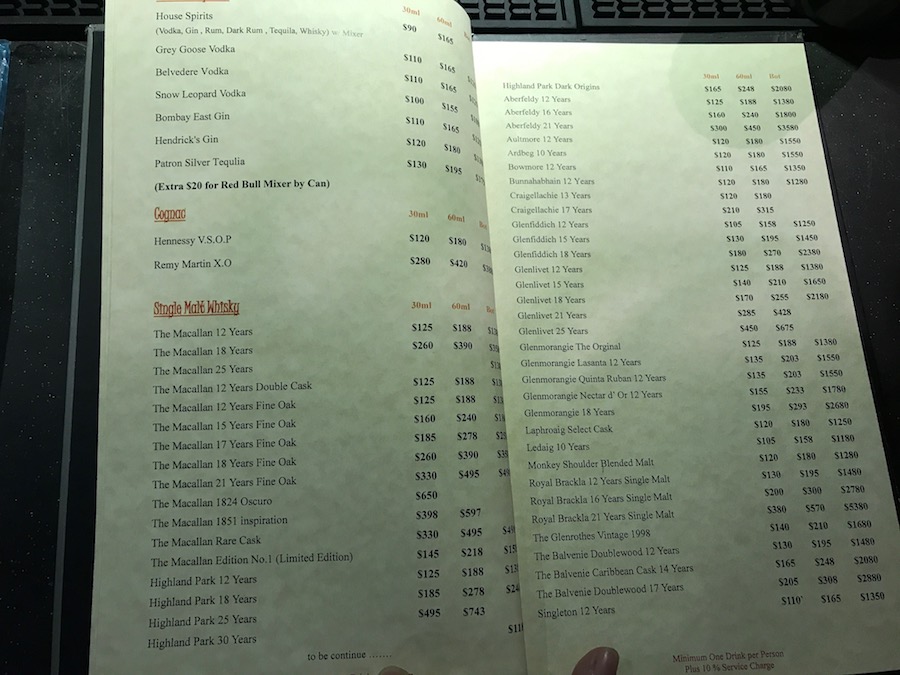 30ml 60ml
House Spirits $90 $165
(Vodka, Gin , Rum, Dark Rum , Tequila, Whisky) w/ Mixer
Grey Goose Vodka $110 $165
Belvedere Vodka $110 $165
Snow Leopard Vodka $100 $155
Bombay East Gin $110 $165
Hendrick's Gin $120 $180
Patron Silver Tequlia $130 $195
(Extra $20 for Red Bull Mixer by Can)
Cognac 30ml 60ml
Hennessy V.S.O.P $120 $180
Remy Martin X.O $280 $420
Single Malt Whisky 30ml 60ml
The Macallan 12 Years $125 $188
The Macallan 18 Years $260 $390
The Macallan 25 Years
The Macallan 12 Years Double Cask $125 $188
The Macallan 12 Years Fine Oak $125 $188
The Macallan 15 Years Fine Oak $160 $240
The Macallan 17 Years Fine Oak $185 $278
The Macallan 18 Years Fine Oak $260 $390
The Macallan 21 Years Fine Oak $330 $495
The Macallan 1824 Oscuro $650
The Macallan 1851 inspiration $398 $597
The Macallan Rare Cask $330 $495
The Macallan Edition No.1 (Limited Edition) $145 $218
Highland Park 12 Years $125 $188
Highland Park 18 Years $185 $278
Highland Park 25 Years $495 $743
Highland Park 30 Years
to be continue .......
30ml 60ml Bot
Highland Park Dark Origins $165 $248 $2080
Aberfeldy 12 Years $125 $188 $1380
Aberfeldy 16 Years $160 $240 $1800
Aberfeldy 21 Years $300 $450 $3580
Aultmore 12 Years $120 $180 $1550
Ardbeg 10 Years $120 $180 $1550
Bowmore 12 Years $110 $165 $1350
Bunnahabhain 12 Years $120 $180 $1280
Craigellachie 13 Years $120 $180
Craigellachie 17 Years $210 $315
Glenfiddich 12 Years $105 $158 $1250
Glenfiddich 15 Years $130 $195 $1450
Glenfiddich 18 Years $180 $270 $2380
Glenlivet 12 Years $125 $188 $1380
Glenlivet 15 Years $140 $210 $1650
Glenlivet 18 Years $170 $255 $2180
Glenlivet 21 Years $285 $428
Glenlivet 25 Years $450 $675
Glenmorangie The Orginal $125 $188 $1380
Glenmorangie Lasanta 12 Years $135 $203 $1550
Glenmorangie Quinta Ruban 12 Years $135 $203 $1550
Glenmorangie Nectar d' Or 12 Years $155 $233 $1780
Glenmorangie 18 Years $195 $293 $2680
Laphroaig Select Cask $120 $180 $1250
Ledaig 10 Years $105 $158 $1180
Monkey Shoulder Blended Malt $120 $180 $1280
Royal Brackla 12 Years Single Malt $130 $195 $1480
Royal Brackla 16 Years Single Malt $200 $300 $2780
Royal Brackla 21 Years Single Malt $380 $570 $5380
The Glenrothes Vintage 1998 $140 $210 $1680
The Balvenie Doublewood 12 Years $130 $195 $1480
The Balvenie Caribbean Cask 14 Years $165 $248 $2080
The Balvenie Doublewood 17 Years $205 $308 $2880
Singleton 12 Years $110 $165 $1350
Minimum One Drink per Person
Plus 10 % Service Charge